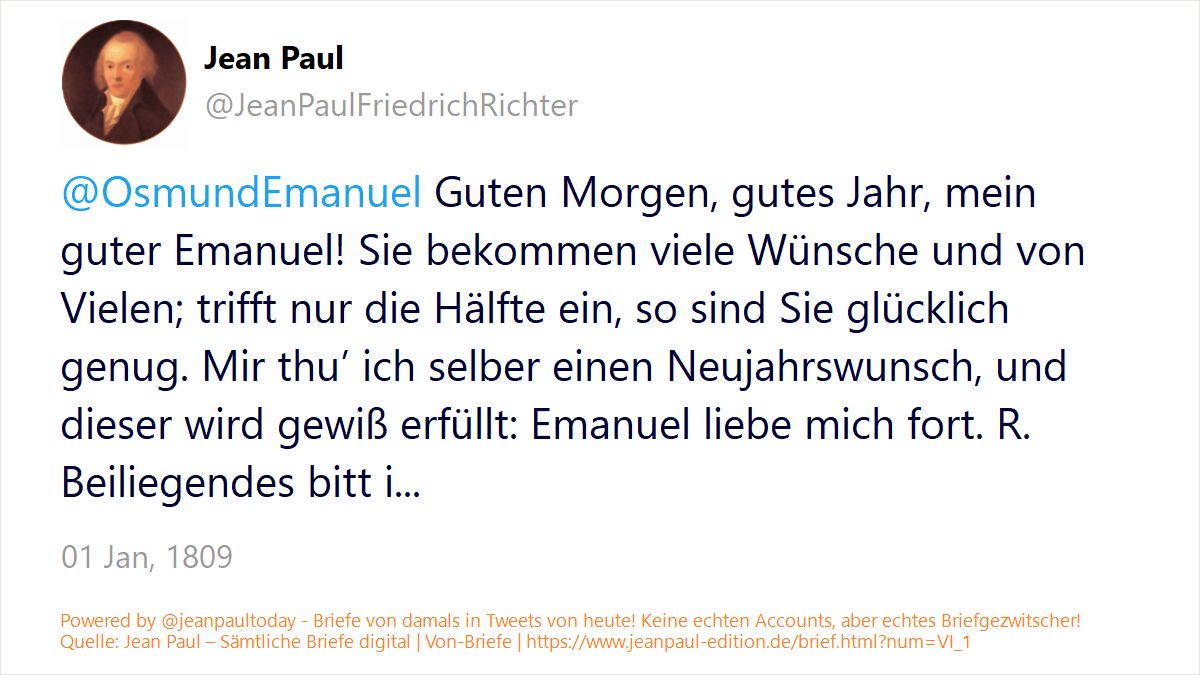 Jean Paul
@JeanPaulFriedrichRichter
@OsmundEmanuel Guten Morgen, gutes Jahr, mein
guter Emanuel! Sie bekommen viele Wünsche und von
Vielen; trifft nur die Hälfte ein, so sind Sie glücklich
genug. Mir thu’ ich selber einen Neujahrswunsch, und
dieser wird gewiß erfüllt: Emanuel liebe mich fort. R.
Beiliegendes bitt i...
01 Jan, 1809
Powered by @jeanpaultoday - Briefe von damals in Tweets von heute! Keine echten Accounts, aber echtes Briefgezwitscher!
Quelle: Jean Paul – Sämtliche Briefe digital | Von-Briefe | https://www.jeanpaul-edition.de/brief.html?num=VI_1